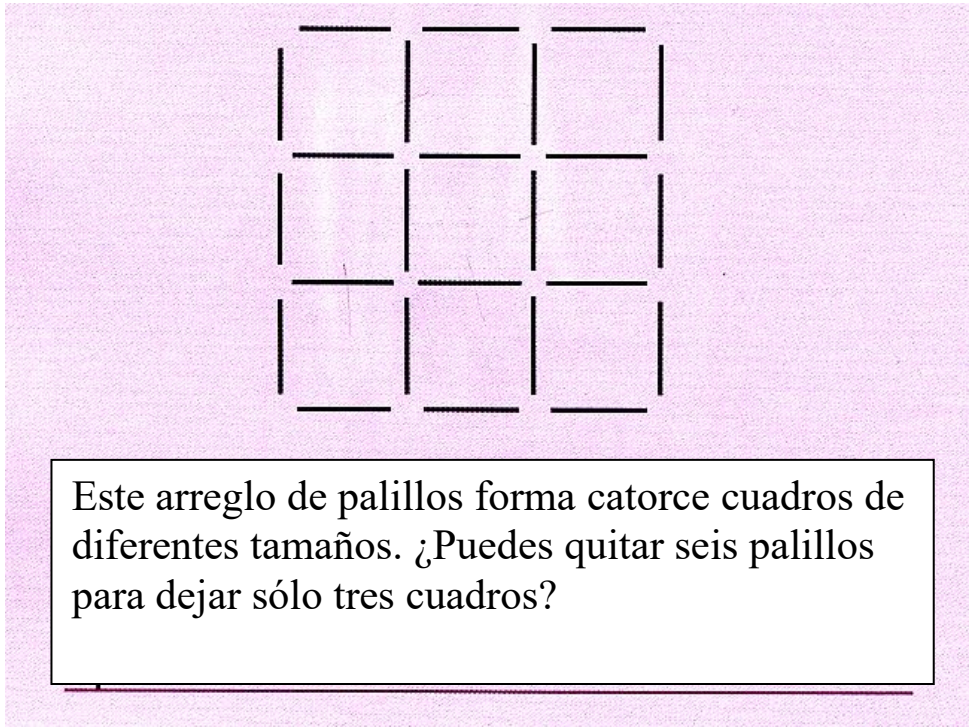 Este arreglo de palillos forma catorce cuadros de
diferentes tamaños. ¿Puedes quitar seis palillos
para dejar sólo tres cuadros?